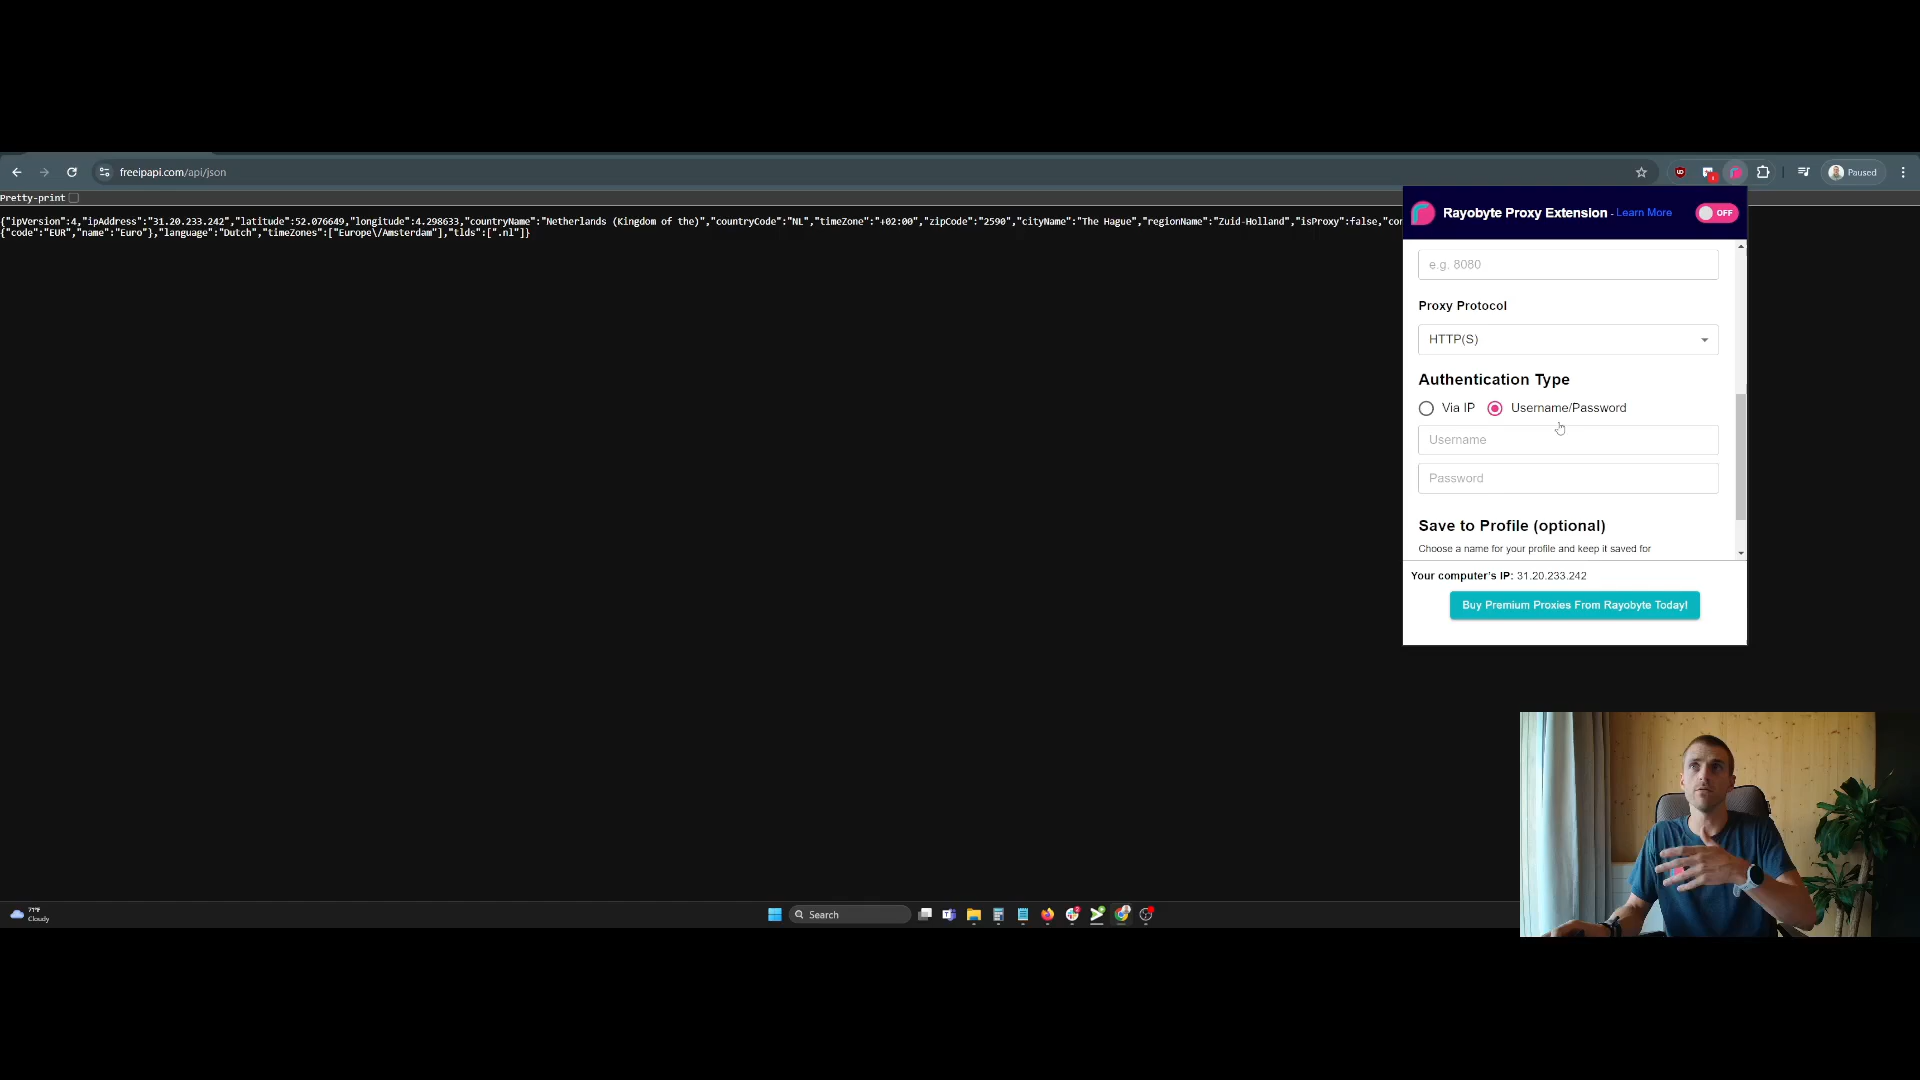 freeipapi.com/api/json
Paused
Pretty-print
{"ipVersion":4,"ipAddress":"31.20.233.242","latitude":52.076649,"longitude":4.298633,"countryName":"Netherlands (Kingdom of the)","countryCode":"NL","timeZone":"+02:00","zipCode":"2590","cityName":"The Hague","regionName":"Zuid-Holland","isProxy":false,"con
{"code":"EUR","name":"Euro"},"language":"Dutch","timeZones":["Europe\/Amsterdam"],"tlds":[".nl"]}
Rayobyte Proxy Extension - Learn More
OFF
e.g. 8080
Proxy Protocol
HTTP(S)
Authentication Type
Via IP Username/Password
Username
Password
Save to Profile (optional)
Choose a name for your profile and keep it saved for
Your computer's IP: 31.20.233.242
Buy Premium Proxies From Rayobyte Today!
71°F
Cloudy
Search